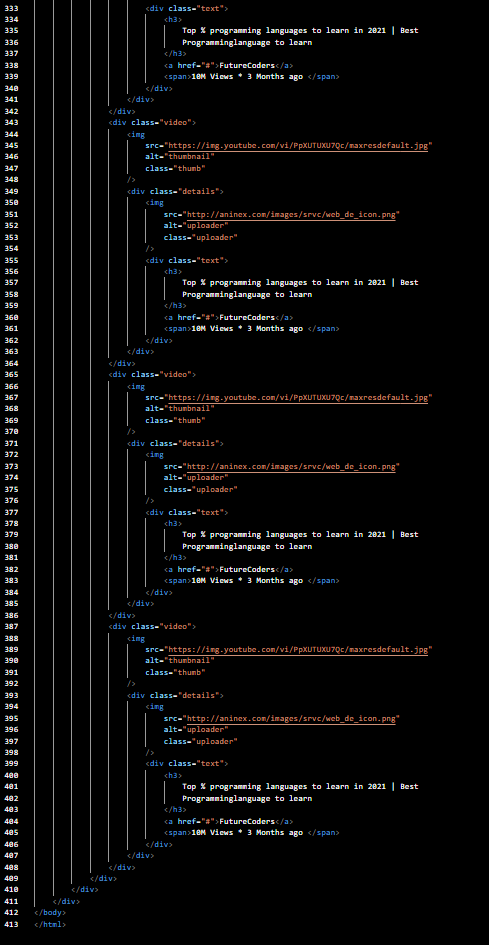 333 <div class="text">
334 <h3>
335 Top % programming languages to learn in 2021 | Best
336 Programminglanguage to learn
337 </h3>
338 <a href="#">FutureCoders</a>
339 <span>10M Views * 3 Months ago </span>
340 </div>
341 </div>
342 </div>
343 <div class="video">
344 <img
345 src="https://img.youtube.com/vi/PpXUTUXU7Qc/maxresdefault.jpg"
346 alt="thumbnail"
347 class="thumb"
348 />
349 <div class="details">
350 <img
351 src="http://aninex.com/images/srvc/web_de_icon.png"
352 alt="uploader"
353 class="uploader"
354 />
355 <div class="text">
356 <h3>
357 Top % programming languages to learn in 2021 | Best
358 Programminglanguage to learn
359 </h3>
360 <a href="#">FutureCoders</a>
361 <span>10M Views * 3 Months ago </span>
362 </div>
363 </div>
364 </div>
365 <div class="video">
366 <img
367 src="https://img.youtube.com/vi/PpXUTUXU7Qc/maxresdefault.jpg"
368 alt="thumbnail"
369 class="thumb"
370 />
371 <div class="details">
372 <img
373 src="http://aninex.com/images/srvc/web_de_icon.png"
374 alt="uploader"
375 class="uploader"
376 />
377 <div class="text">
378 <h3>
379 Top % programming languages to learn in 2021 | Best
380 Programminglanguage to learn
381 </h3>
382 <a href="#">FutureCoders</a>
383 <span>10M Views * 3 Months ago </span>
384 </div>
385 </div>
386 </div>
387 <div class="video">
388 <img
389 src="https://img.youtube.com/vi/PpXUTUXU7Qc/maxresdefault.jpg"
390 alt="thumbnail"
391 class="thumb"
392 />
393 <div class="details">
394 <img
395 src="http://aninex.com/images/srvc/web_de_icon.png"
396 alt="uploader"
397 class="uploader"
398 />
399 <div class="text">
400 <h3>
401 Top % programming languages to learn in 2021 | Best
402 Programminglanguage to learn
403 </h3>
404 <a href="#">FutureCoders</a>
405 <span>10M Views * 3 Months ago </span>
406 </div>
407 </div>
408 </div>
409 </div>
410 </div>
411 </div>
412 </body>
413 </html>